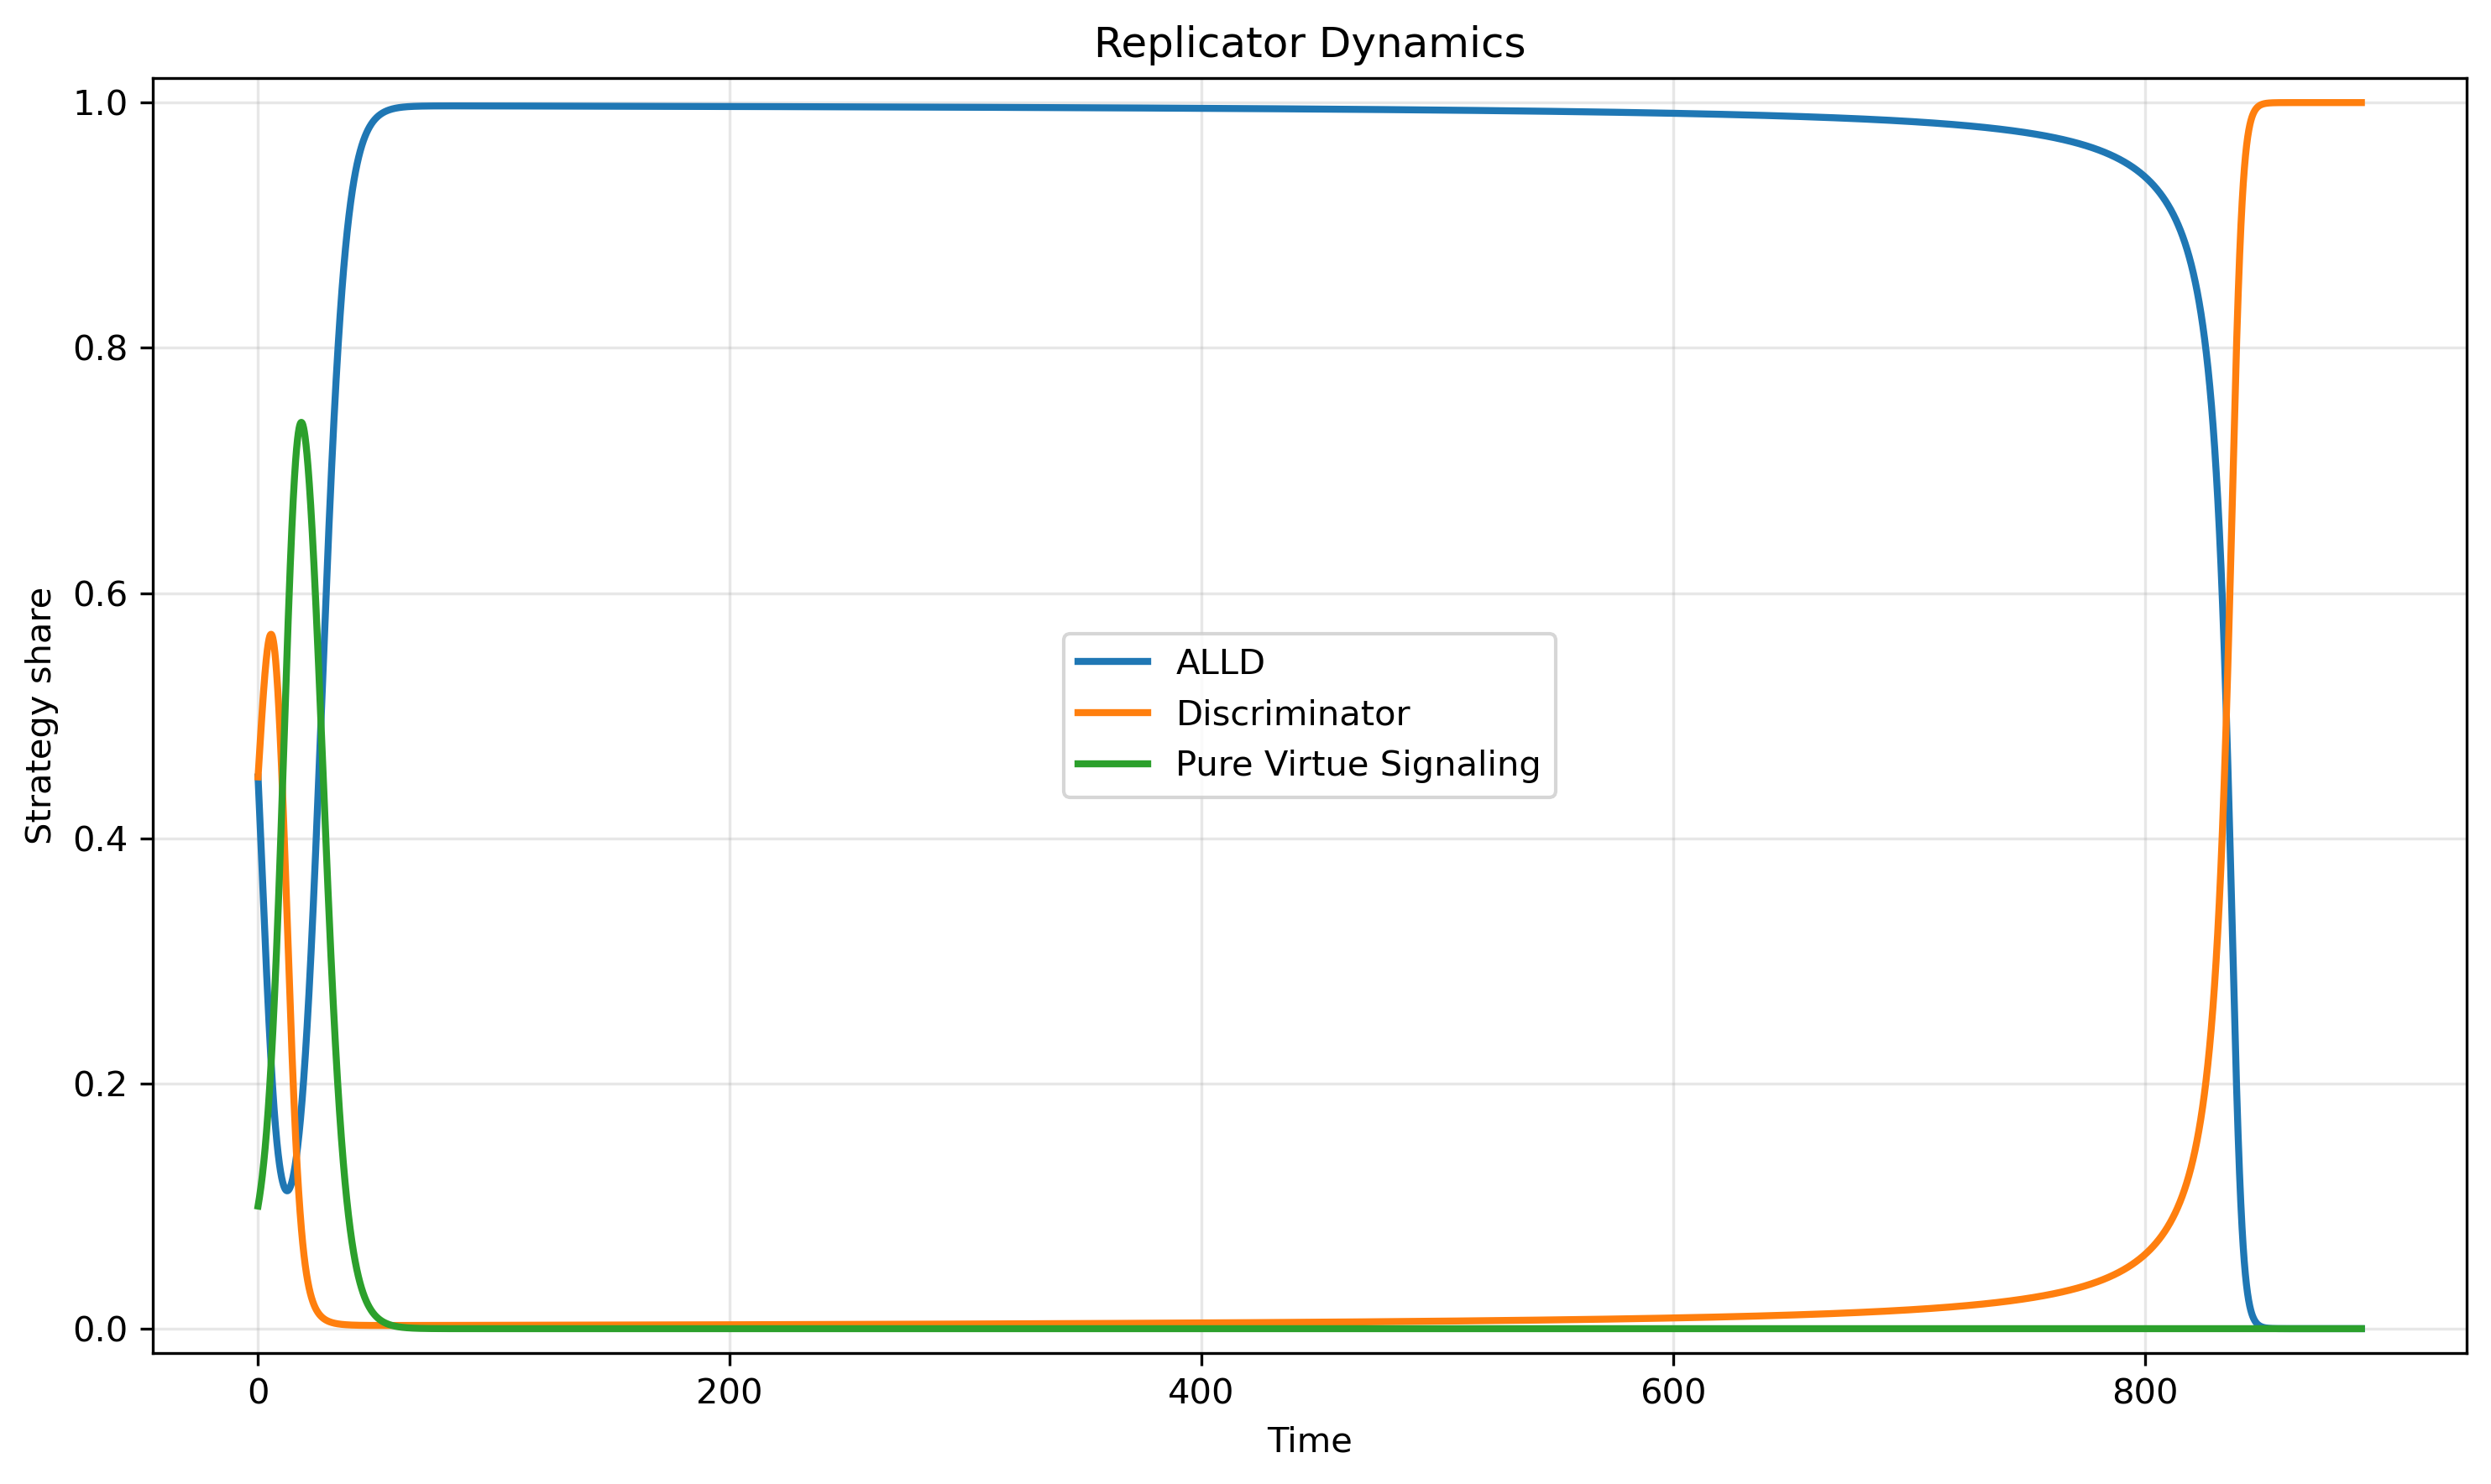 Replicator Dynamics
Strategy share
1.0
0.8
0.6
0.4
0.2
0.0
ALLD
Discriminator
Pure Virtue Signaling
0
200
400
600
800
Time